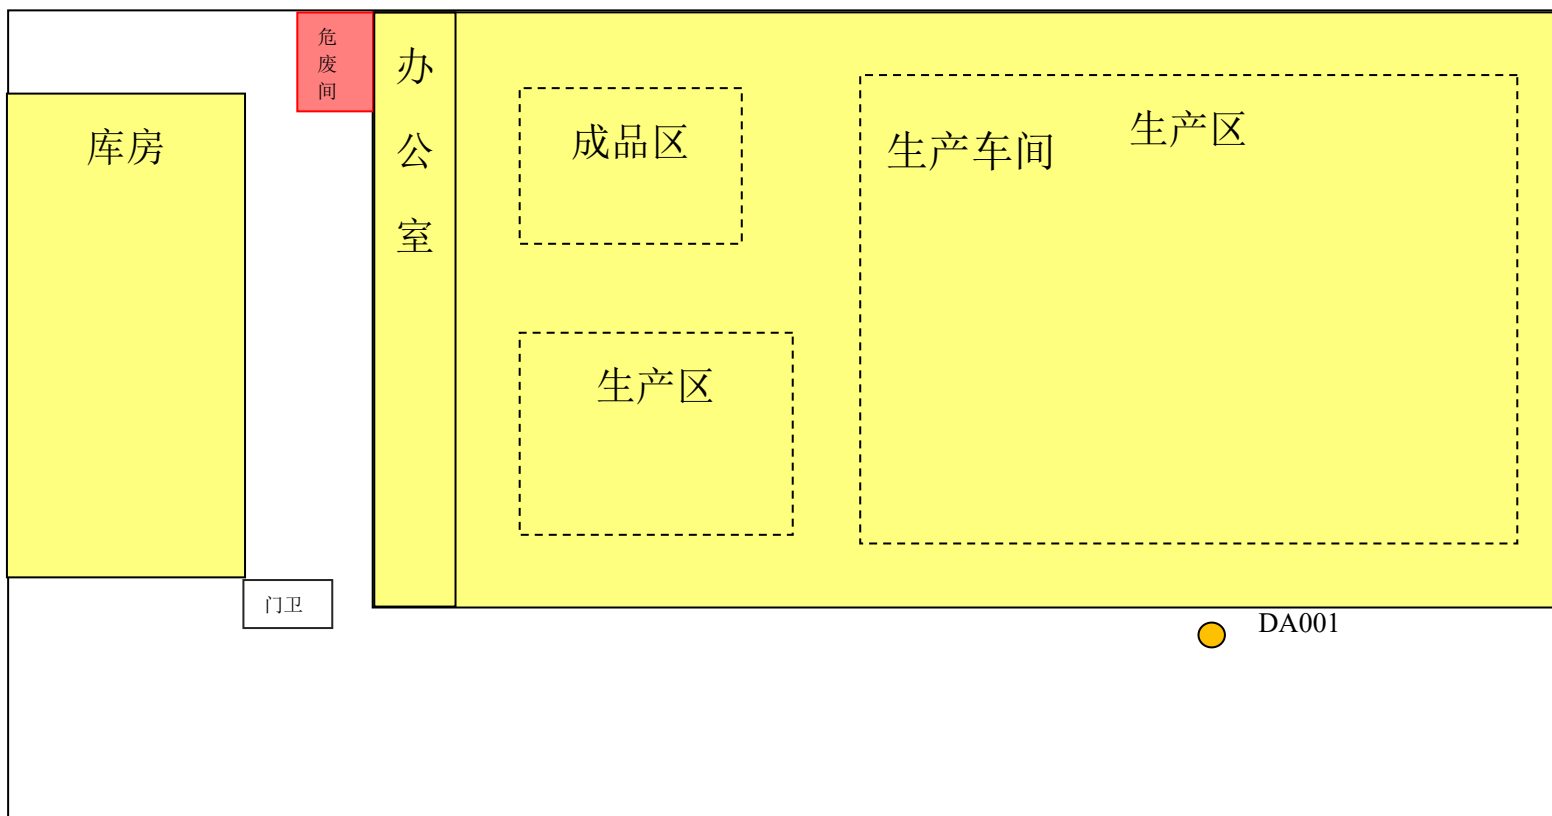 危
废
间
办
公
室
库房
成品区
生产车间
生产区
生产区
门卫
DA001